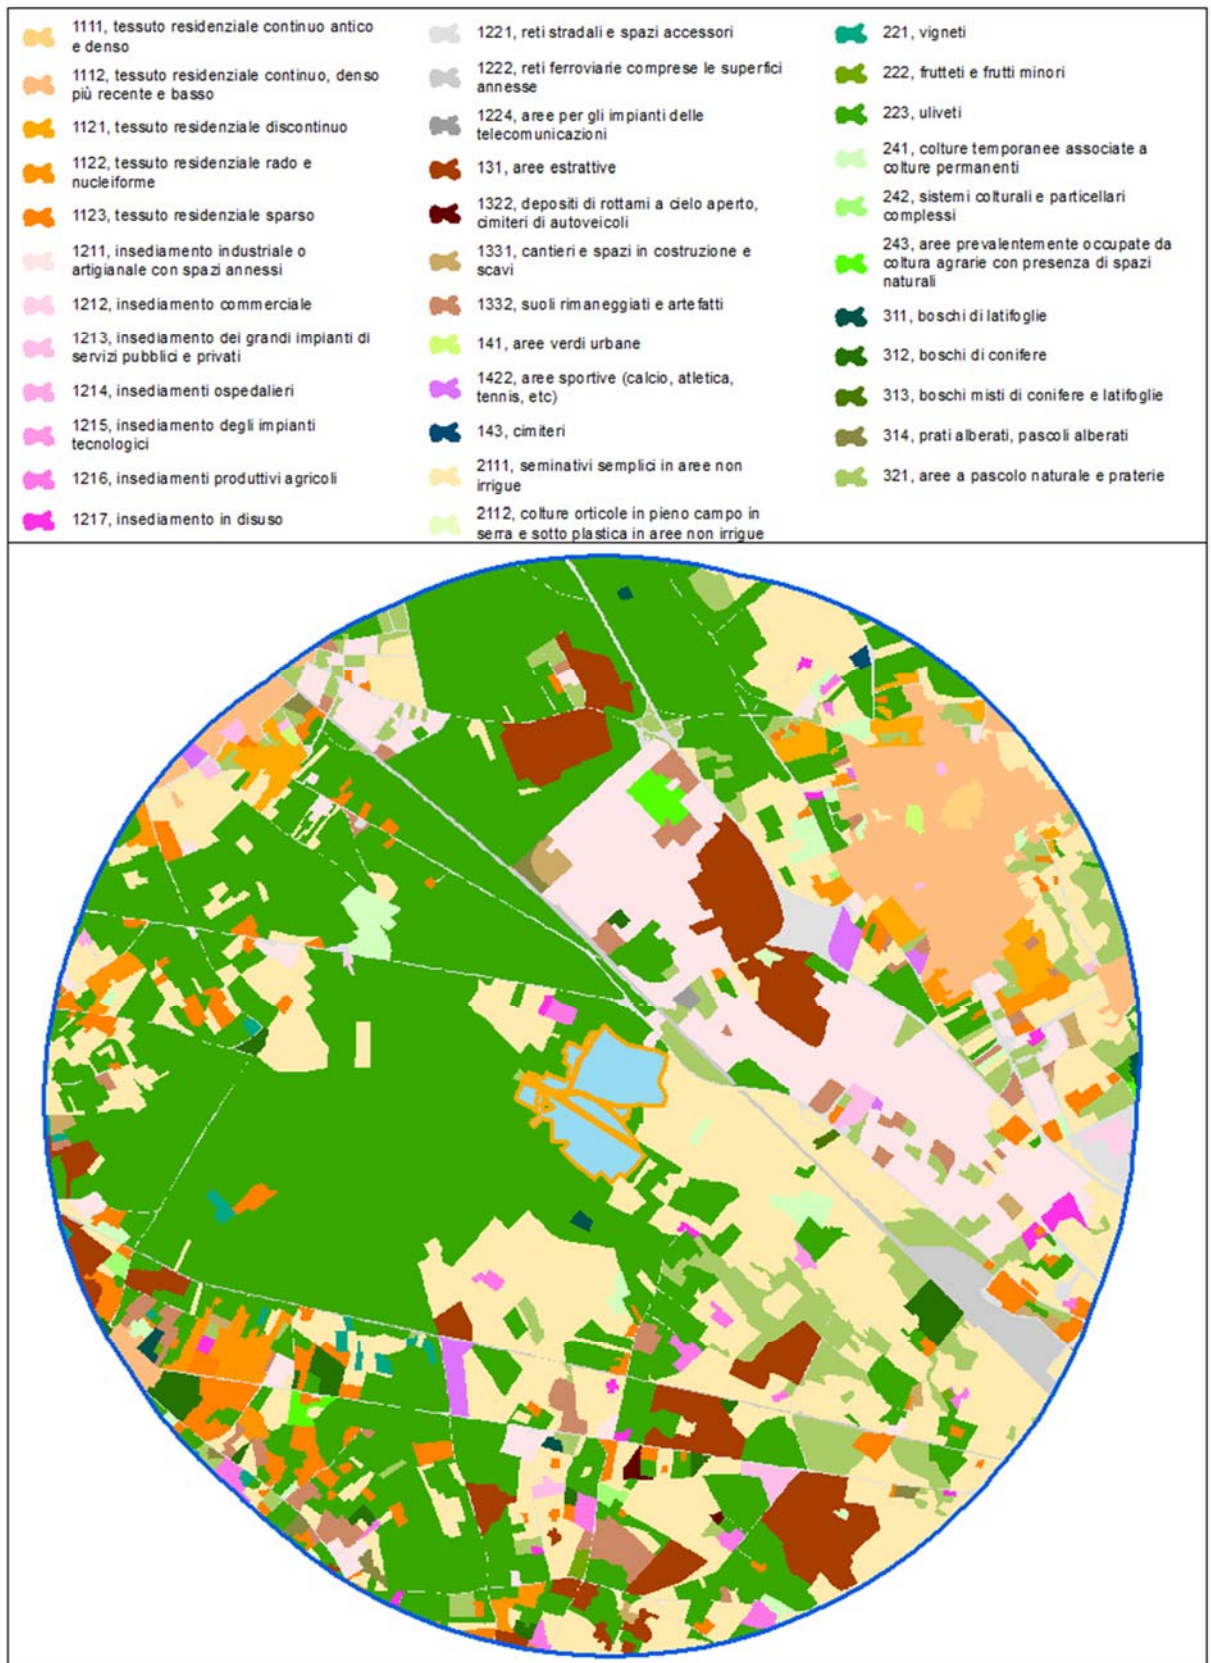 1111, tessuto residenziale continuo antico
e denso
1112, tessuto residenziale continuo, denso
più recente e basso
1121, tessuto residenziale discontinuo
1122, tessuto residenziale rado e
nucleiforme
1123, tessuto residenziale sparso
1211, insediamento industriale o
artigianale con spazi annessi
1212, insediamento commerciale
1213, insediamento dei grandi impianti di
servizi pubblici e privati
1214, insediamenti ospedalieri
1215, insediamento degli impianti
tecnologici
1216, insediamenti produttivi agricoli
1217, insediamento in disuso
1221, reti stradali e spazi accessori
1222, reti ferroviarie comprese le superfici
annesse
1224, aree per gli impianti delle
telecomunicazioni
131, aree estrattive
1322, depositi di rottami a cielo aperto,
cimiteri di autoveicoli
1331, cantieri e spazi in costruzione e
scavi
1332, suoli rimaneggiati e artefatti
141, aree verdi urbane
1422, aree sportive (calcio, atletica,
tennis, etc)
143, cimiteri
2111, seminativi semplici in aree non
irrigue
2112, colture orticole in pieno campo in
serra e sotto plastica in aree non irrigue
221, vigneti
222, frutteti e frutti minori
223, uliveti
241, colture temporanee associate a
colture permanenti
242, sistemi colturali e particellari
complessi
243, aree prevalentemente occupate da
coltura agrarie con presenza di spazi
naturali
311, boschi di latifoglie
312, boschi di conifere
313, boschi misti di conifere e latifoglie
314, prati alberati, pascoli alberati
321, aree a pascolo naturale e praterie